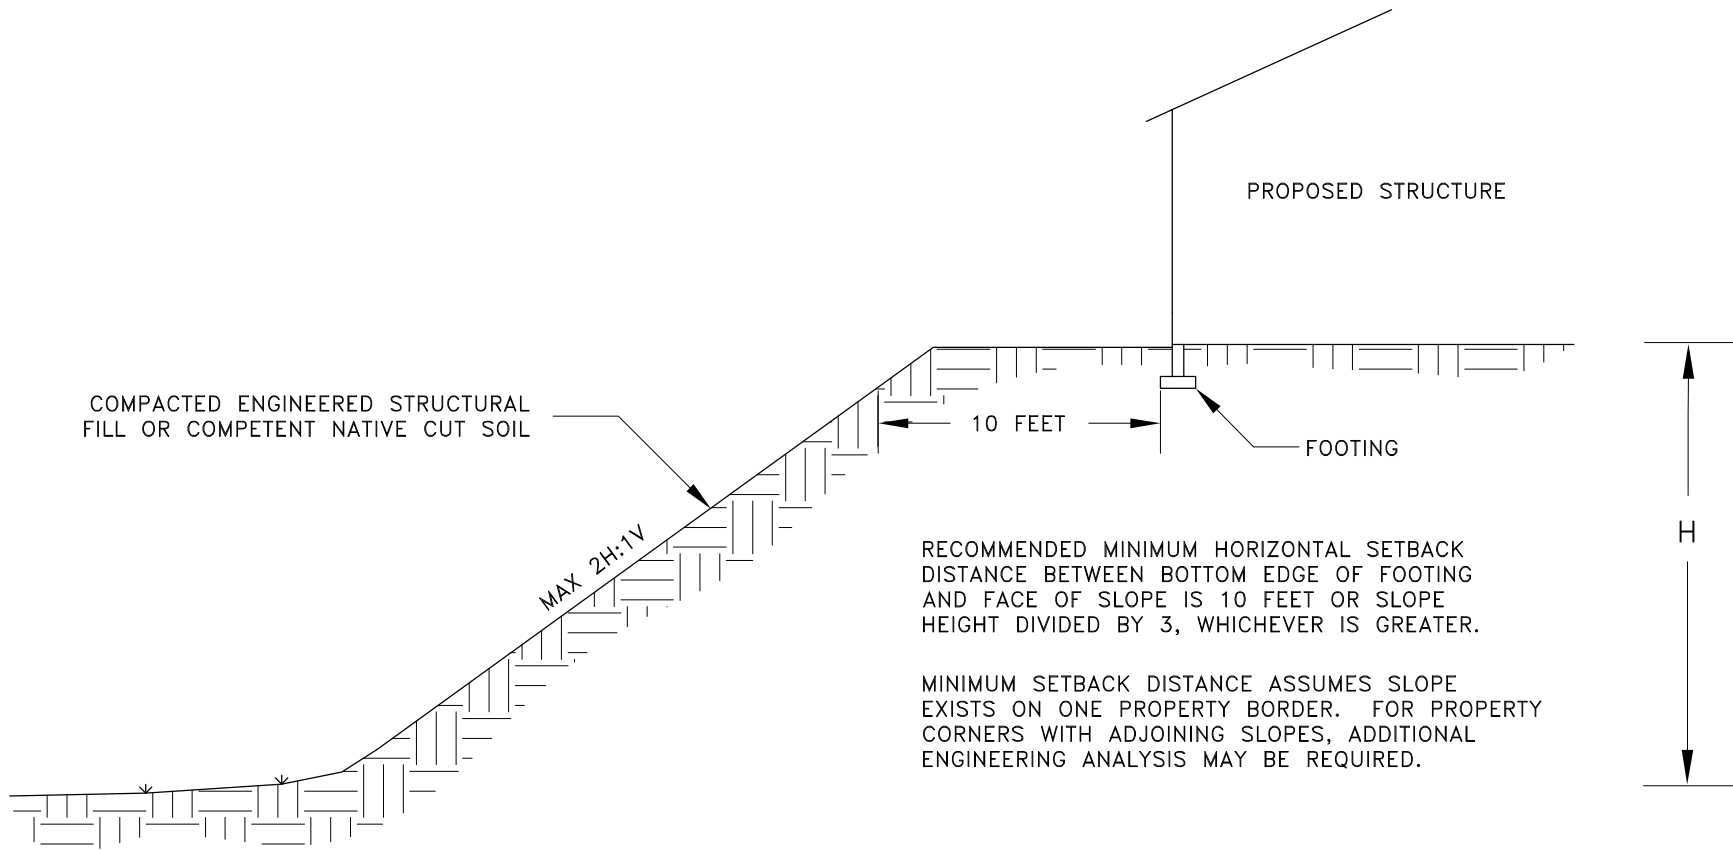 PROPOSED STRUCTURE
COMPACTED ENGINEERED STRUCTURAL
FILL OR COMPETENT NATIVE CUT SOIL
10 FEET
FOOTING
MAX 2H:1V
H
RECOMMENDED MINIMUM HORIZONTAL SETBACK
DISTANCE BETWEEN BOTTOM EDGE OF FOOTING
AND FACE OF SLOPE IS 10 FEET OR SLOPE
HEIGHT DIVIDED BY 3, WHICHEVER IS GREATER.
MINIMUM SETBACK DISTANCE ASSUMES SLOPE
EXISTS ON ONE PROPERTY BORDER. FOR PROPERTY
CORNERS WITH ADJOINING SLOPES, ADDITIONAL
ENGINEERING ANALYSIS MAY BE REQUIRED.